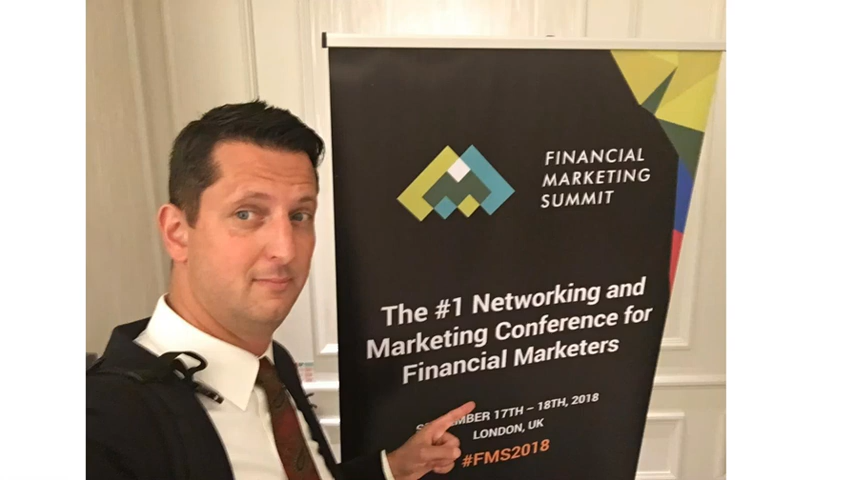 FINANCIAL
MARKETING
SUMMIT
The #1 Networking and
Marketing Conference for
Financial Marketers
17TH – 18TH, 2018
LONDON, UK
#FMS2018